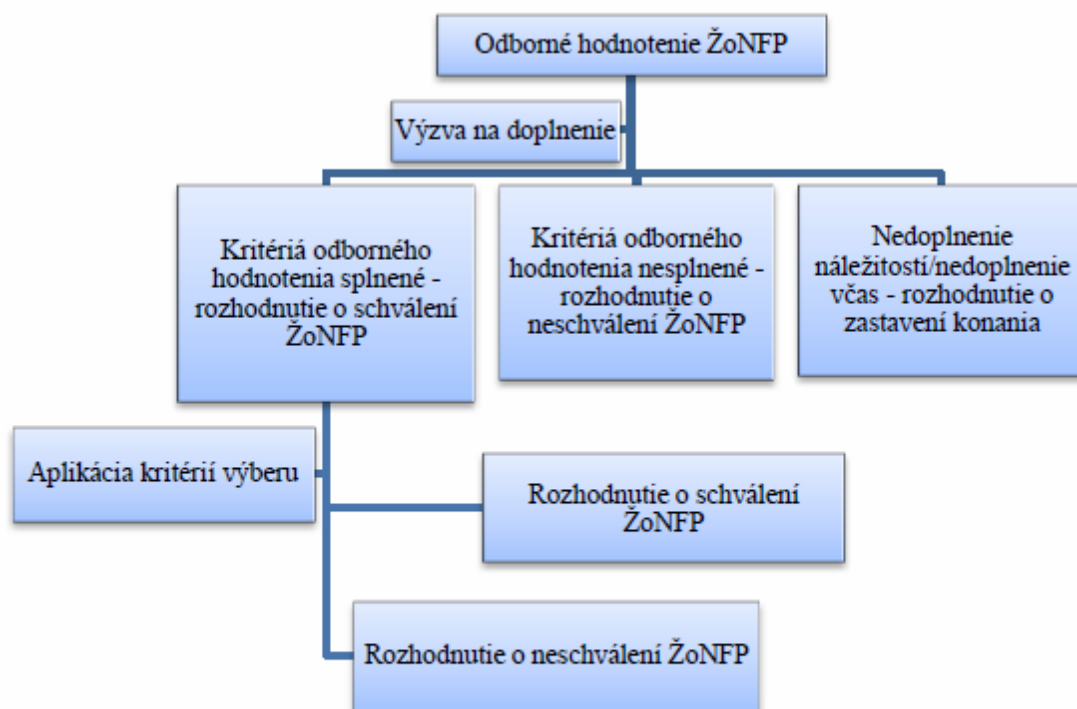 Odborné hodnotenie ŽoNFP
Výzva na doplnenie
Kritériá odborného
hodnotenia splnené -
rozhodnutie o schválení
ŽoNFP
Kritériá odborného
hodnotenia nesplnené -
rozhodnutie o
neschválení ŽoNFP
Nedoplnenie
náležitostí/nedoplnenie
včas - rozhodnutie o
zastavení konania
Aplikácia kritérií výberu
Rozhodnutie o schválení
ŽoNFP
Rozhodnutie o neschválení ŽoNFP